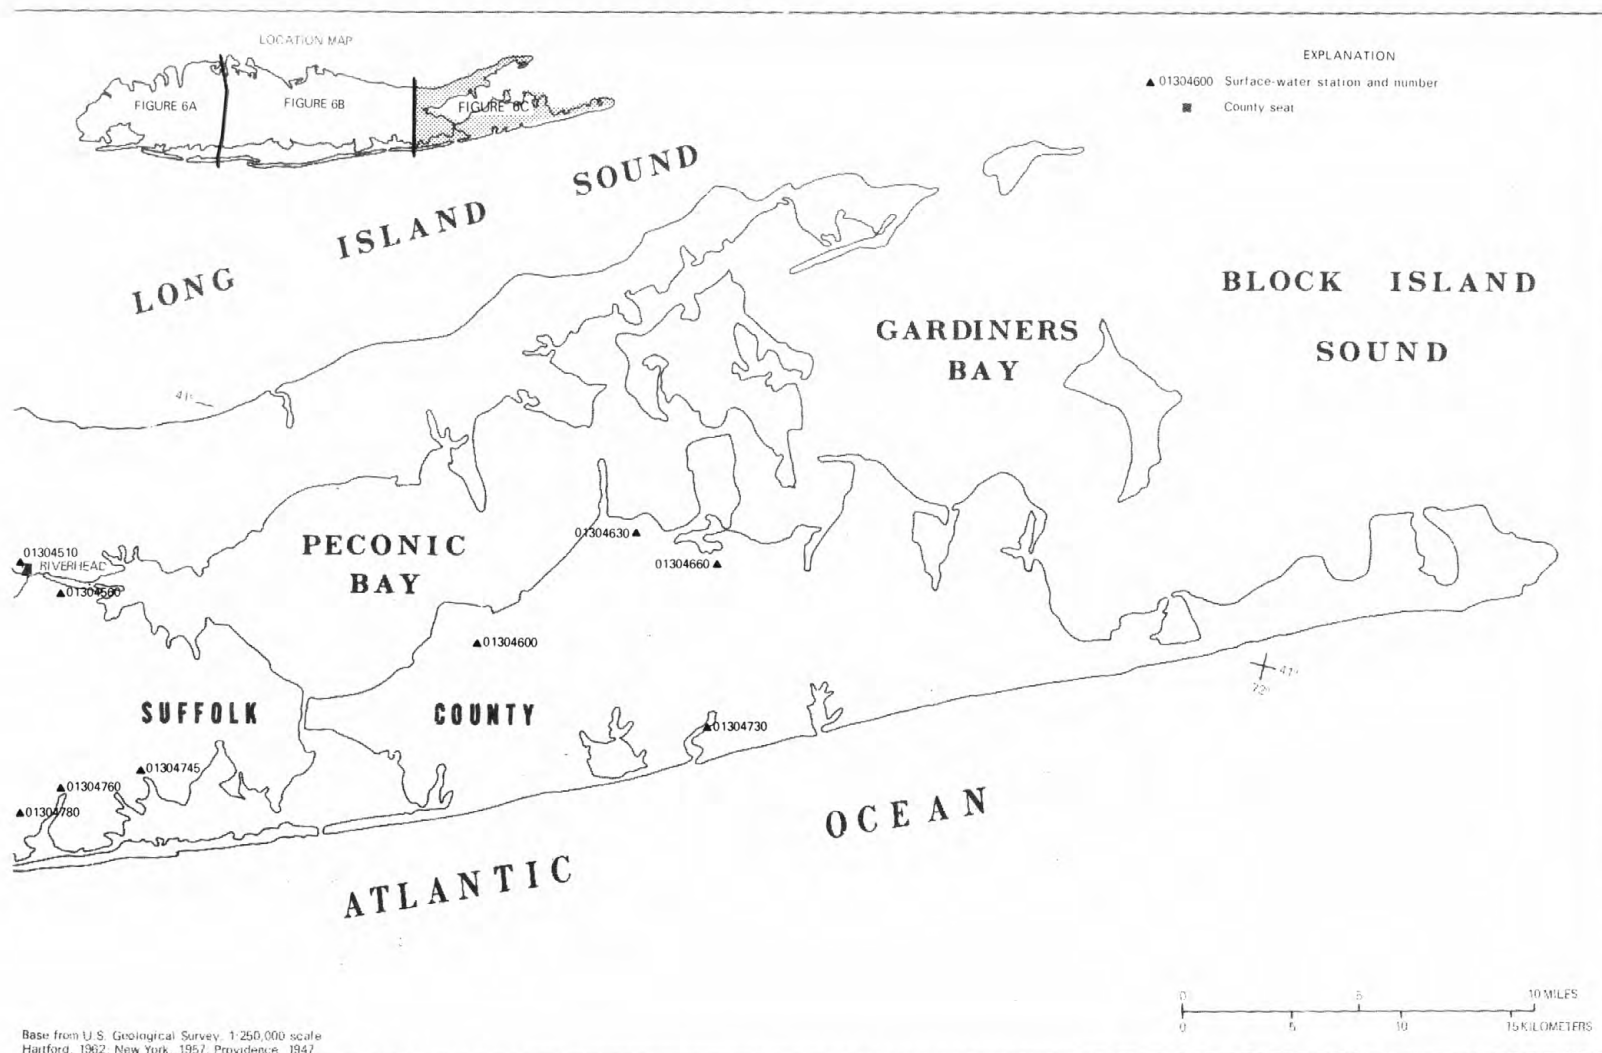 LOCATION MAP
FIGURE 6A
FIGURE 6B
FIGURE 6C
EXPLANATION
▲ 01304600 Surface-water station and number
■ County seat
LONG ISLAND SOUND
BLOCK ISLAND
SOUND
GARDINERS
BAY
41°
PECONIC
BAY
01304510
RIVERHEAD
01304560
01304630
01304660
01304600
SUFFOLK COUNTY
01304730
01304745
01304760
01304780
41°
72°
ATLANTIC OCEAN
0 5 10 MILES
0 5 10 15 KILOMETERS
Base from U.S. Geological Survey, 1:250,000 scale
Hartford, 1962; New York, 1957; Providence, 1947